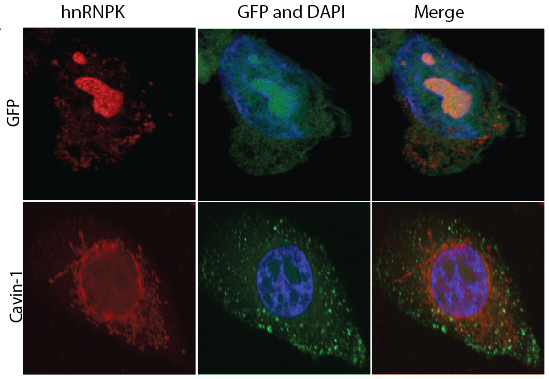 hnRNPK
GFP and DAPI
Merge
GFP
Cavin-1